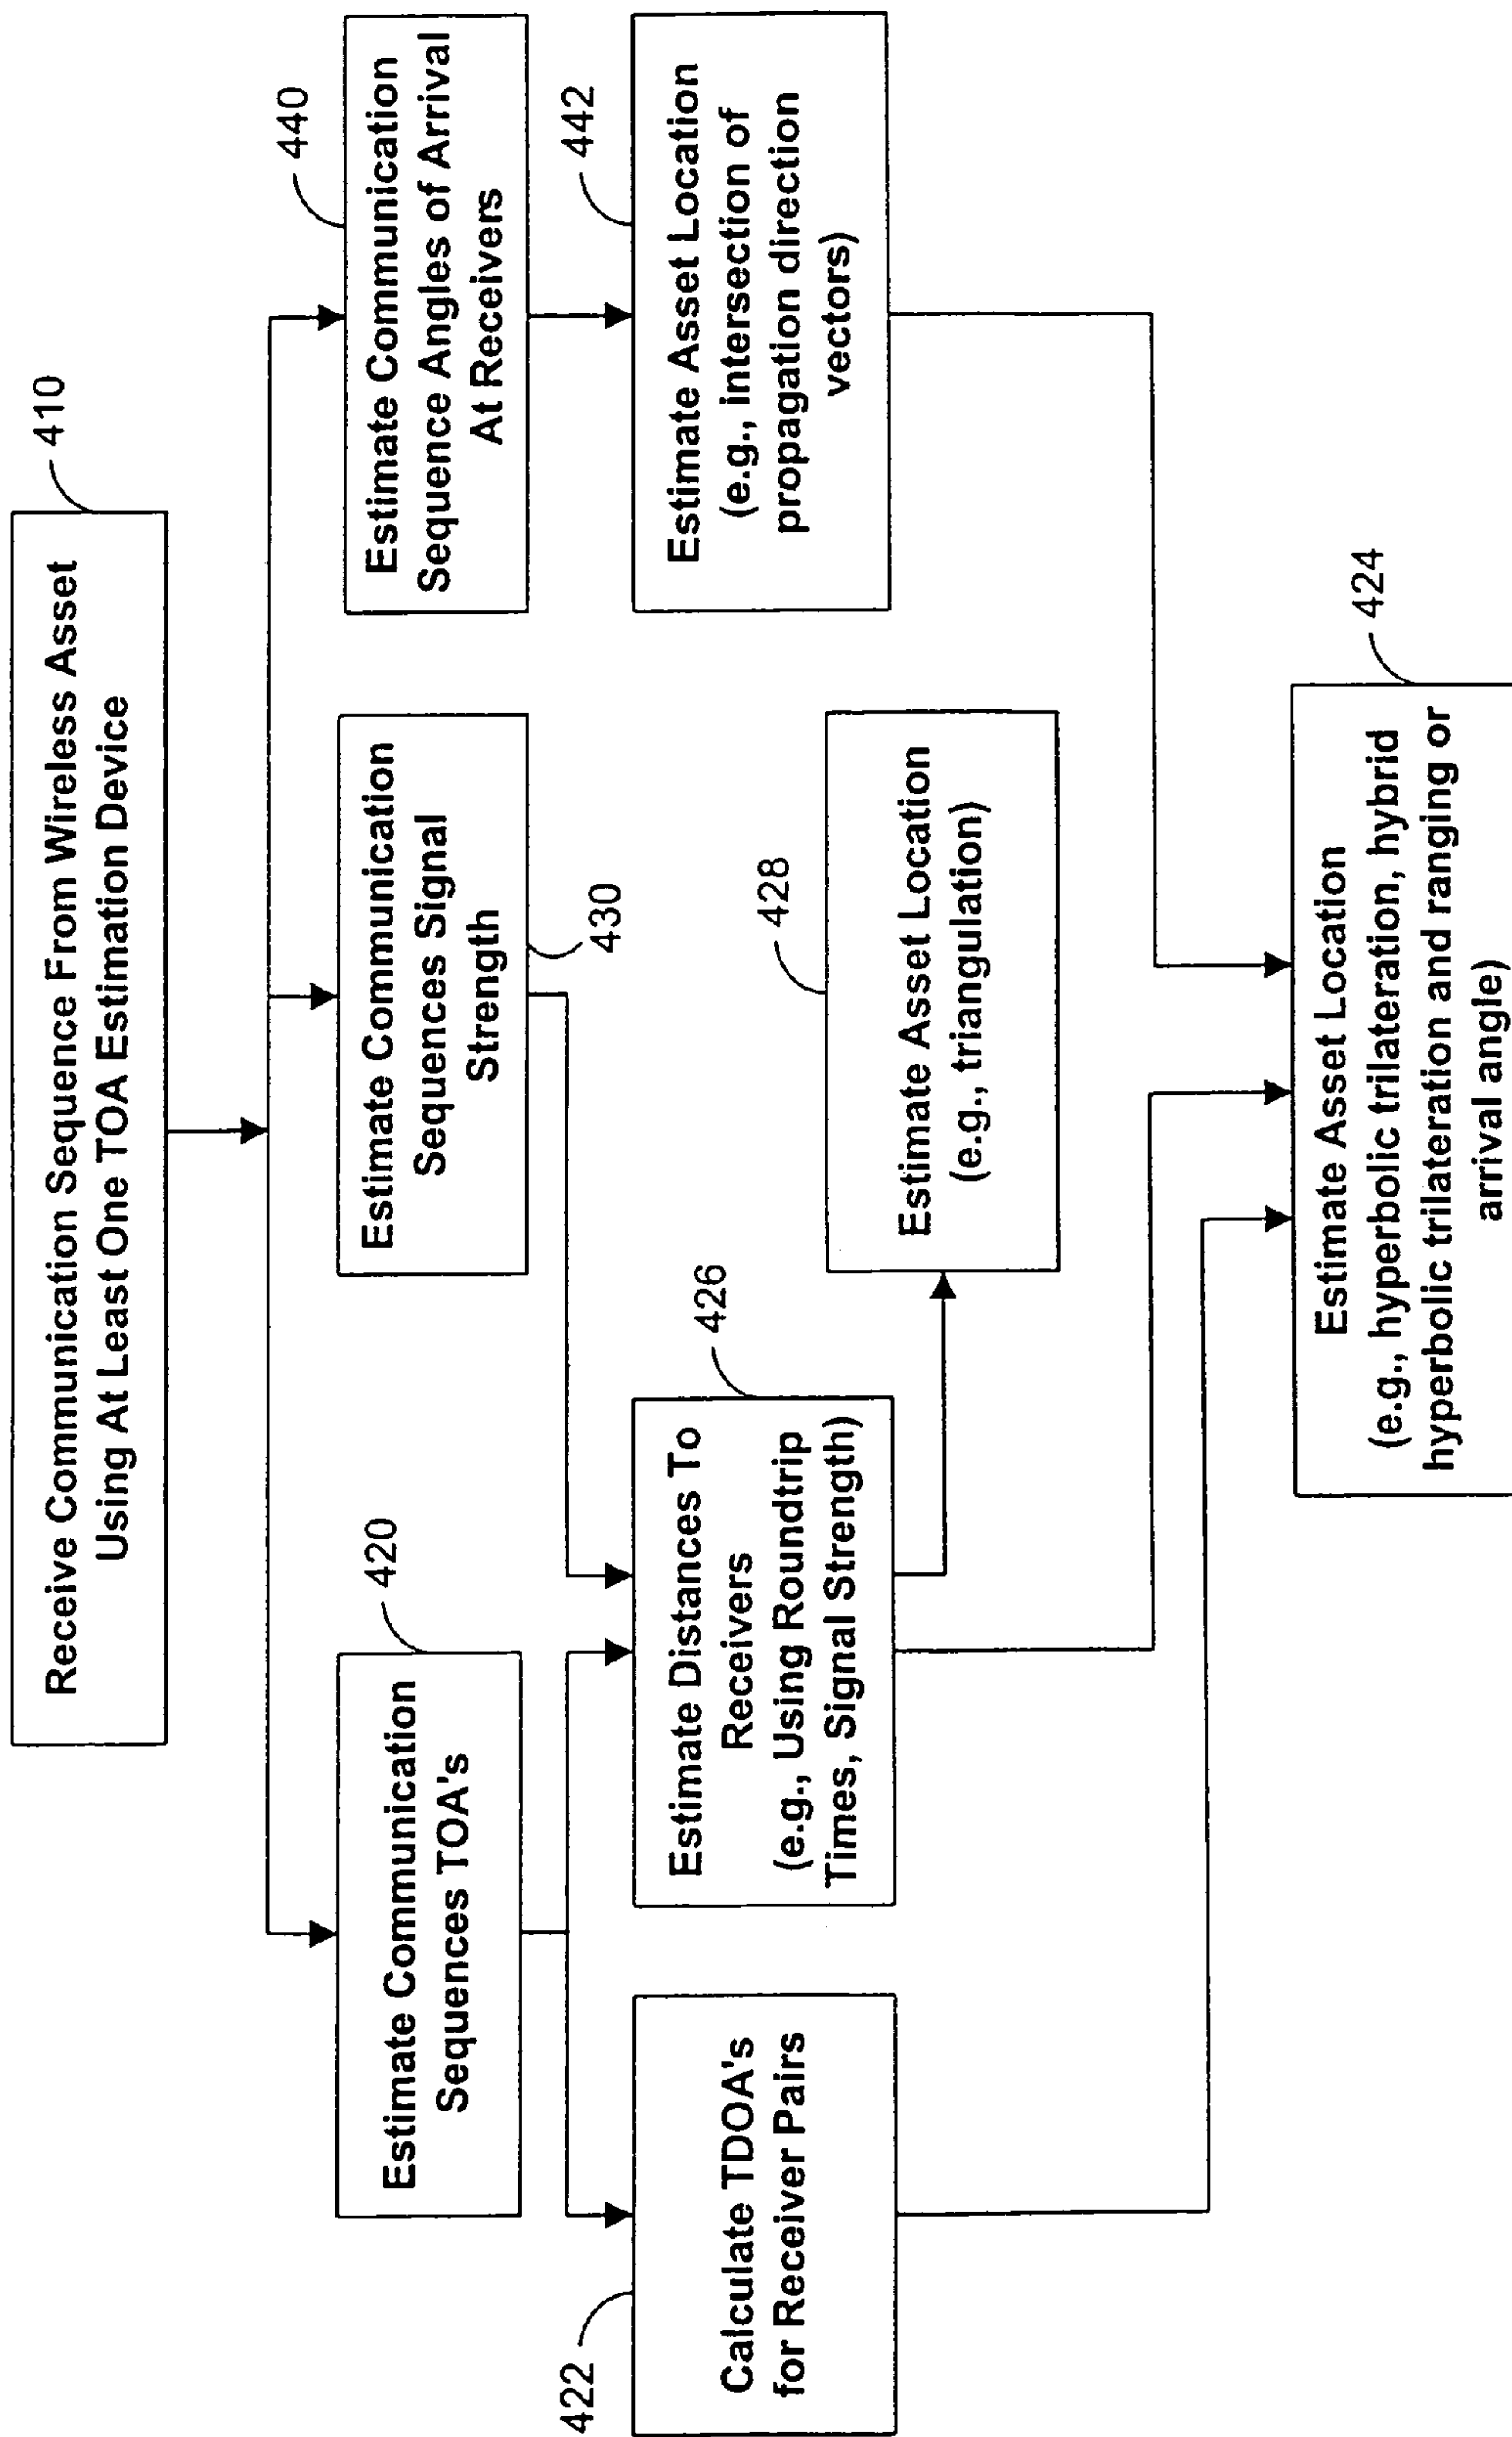 Receive Communication Sequence From Wireless Asset
Using At Least One TOA Estimation Device
410
Estimate Communication
Sequences TOA's
420
Estimate Communication
Sequences Signal
Strength
430
Estimate Communication
Sequence Angles of Arrival
At Receivers
440
Calculate TDOA's
for Receiver Pairs
422
Estimate Distances To
Receivers
(e.g., Using Roundtrip
Times, Signal Strength)
426
Estimate Asset Location
(e.g., triangulation)
428
Estimate Asset Location
(e.g., intersection of
propagation direction
vectors)
442
Estimate Asset Location
(e.g., hyperbolic trilateration, hybrid
hyperbolic trilateration and ranging or
arrival angle)
424